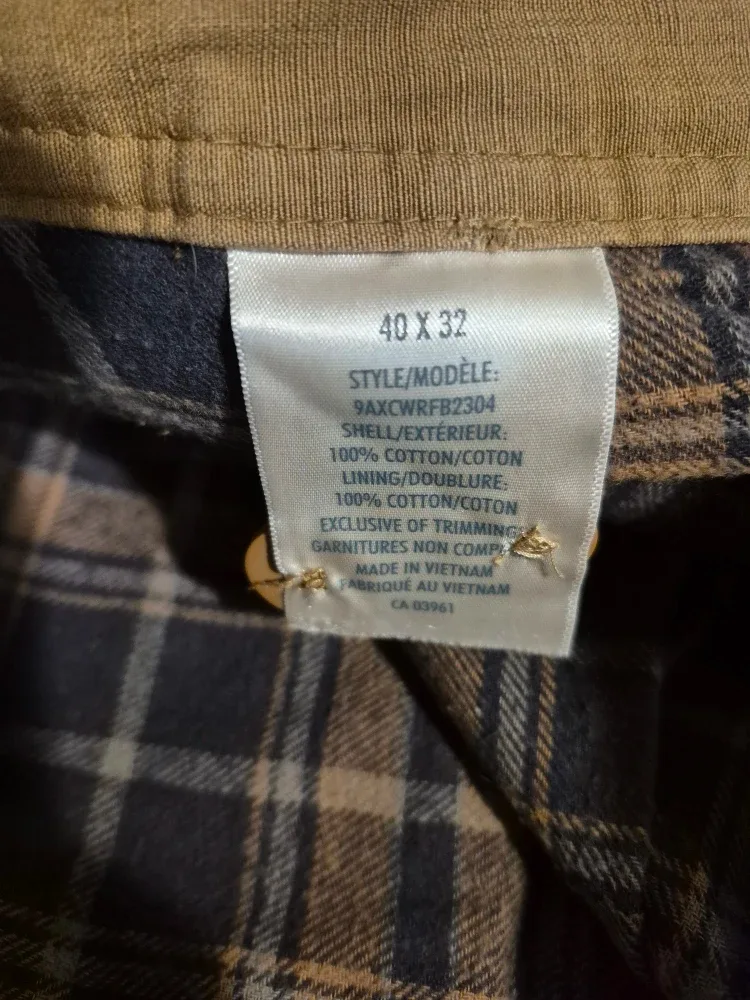 40 X 32
STYLE/MODÈLE:
9AXCWRFB2304
SHELL/EXTÉRIEUR:
100% COTTON/COTON
LINING/DOUBLURE:
100% COTTON/COTON
EXCLUSIVE OF TRIMMING
GARNITURES NON
MADE IN VIETNAM
FABRIQUÉ AU VIETNAM
CA 03961